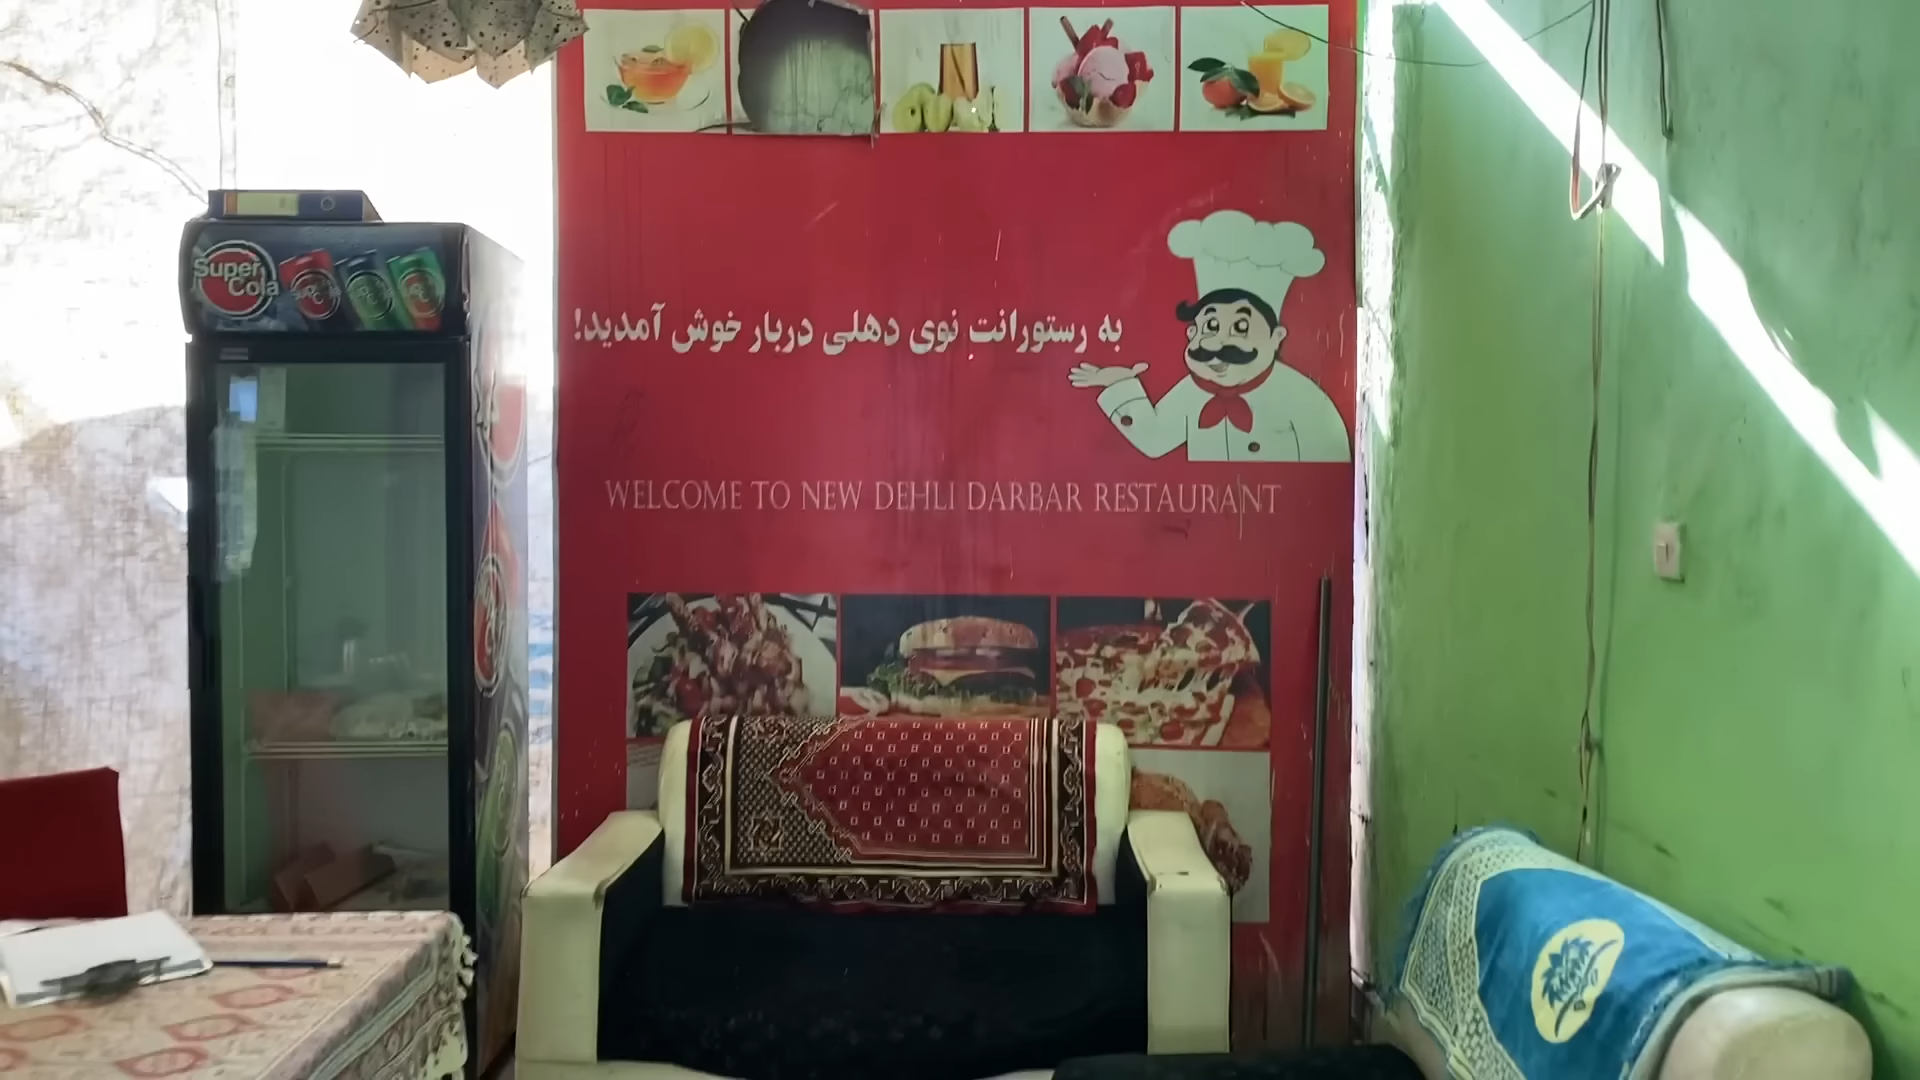 Super
Cola
به رستورانتِ نوی دهلی دربار خوش آمدید!
WELCOME TO NEW DEHLI DARBAR RESTAURANT